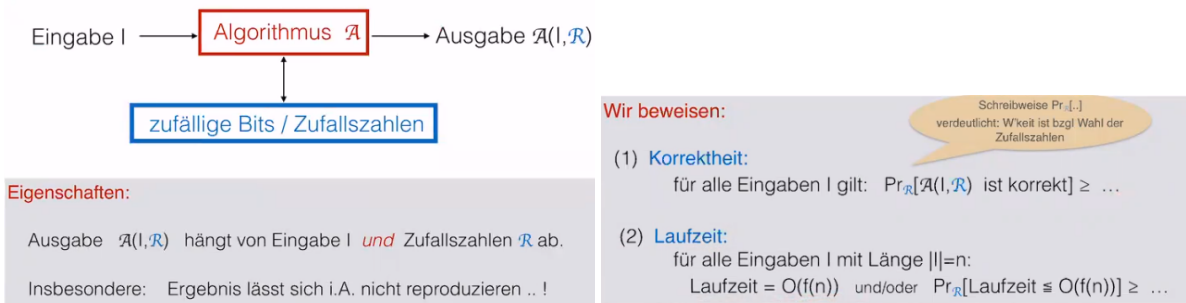 Eingabe I
Algorithmus 𝒜
Ausgabe 𝒜(I,ℛ)
zufällige Bits / Zufallszahlen
Eigenschaften:
Ausgabe 𝒜(I,ℛ) hängt von Eingabe I und Zufallszahlen ℛ ab.
Insbesondere: Ergebnis lässt sich i.A. nicht reproduzieren .. !
Wir beweisen:
Schreibweise Prℛ[..]
verdeutlicht: W'keit ist bzgl Wahl der
Zufallszahlen
(1) Korrektheit:
für alle Eingaben I gilt: Prℛ[𝒜(I,ℛ) ist korrekt] ≥ ...
(2) Laufzeit:
für alle Eingaben I mit Länge |I|=n:
Laufzeit = O(f(n)) und/oder Prℛ[Laufzeit ≦ O(f(n))] ≥ ...